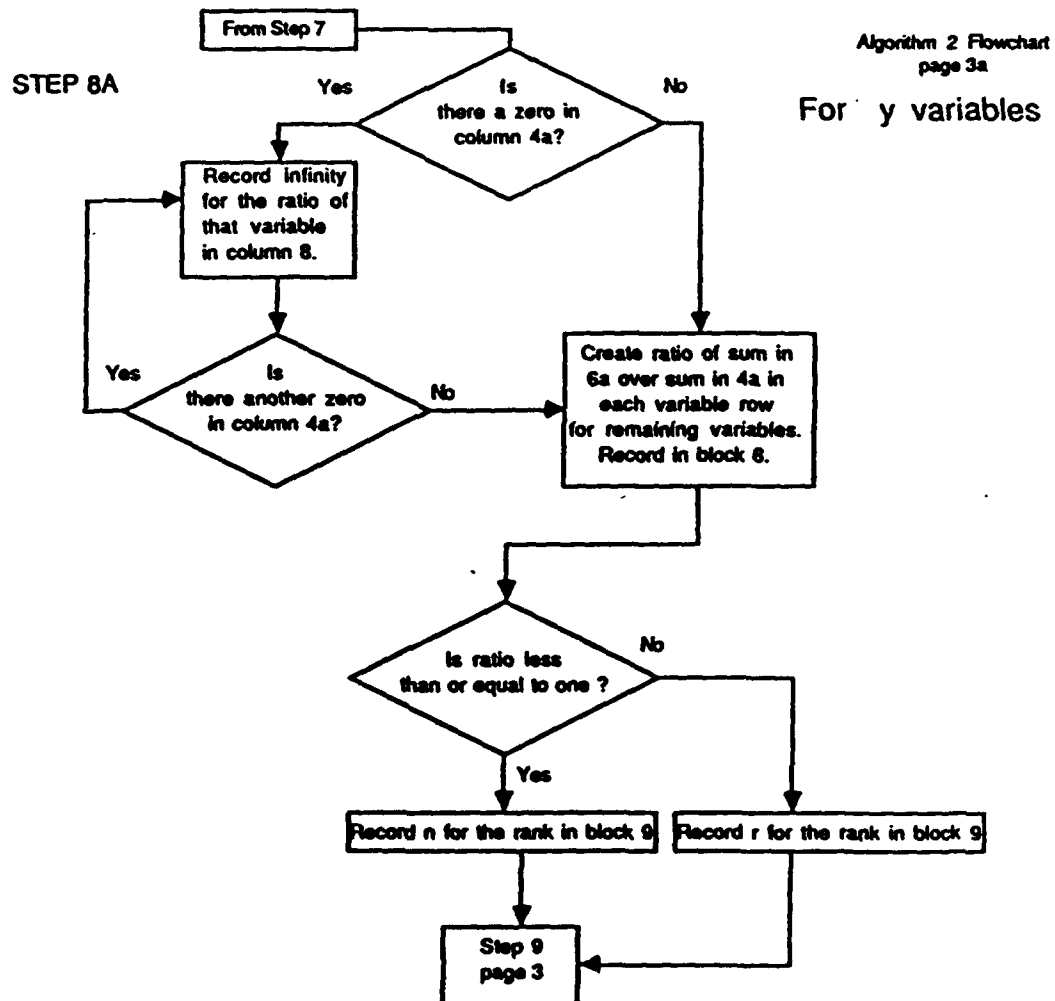 From Step 7
Algorithm 2 Flowchart
page 3a
STEP 8A
For y variables
Yes
Is
there a zero in
column 4a?
No
Record infinity
for the ratio of
that variable
in column 8.
Yes
Is
there another zero
in column 4a?
No
Create ratio of sum in
6a over sum in 4a in
each variable row
for remaining variables.
Record in block 8.
Is ratio less
than or equal to one ?
No
Yes
Record n for the rank in block 9
Record r for the rank in block 9
Step 9
page 3